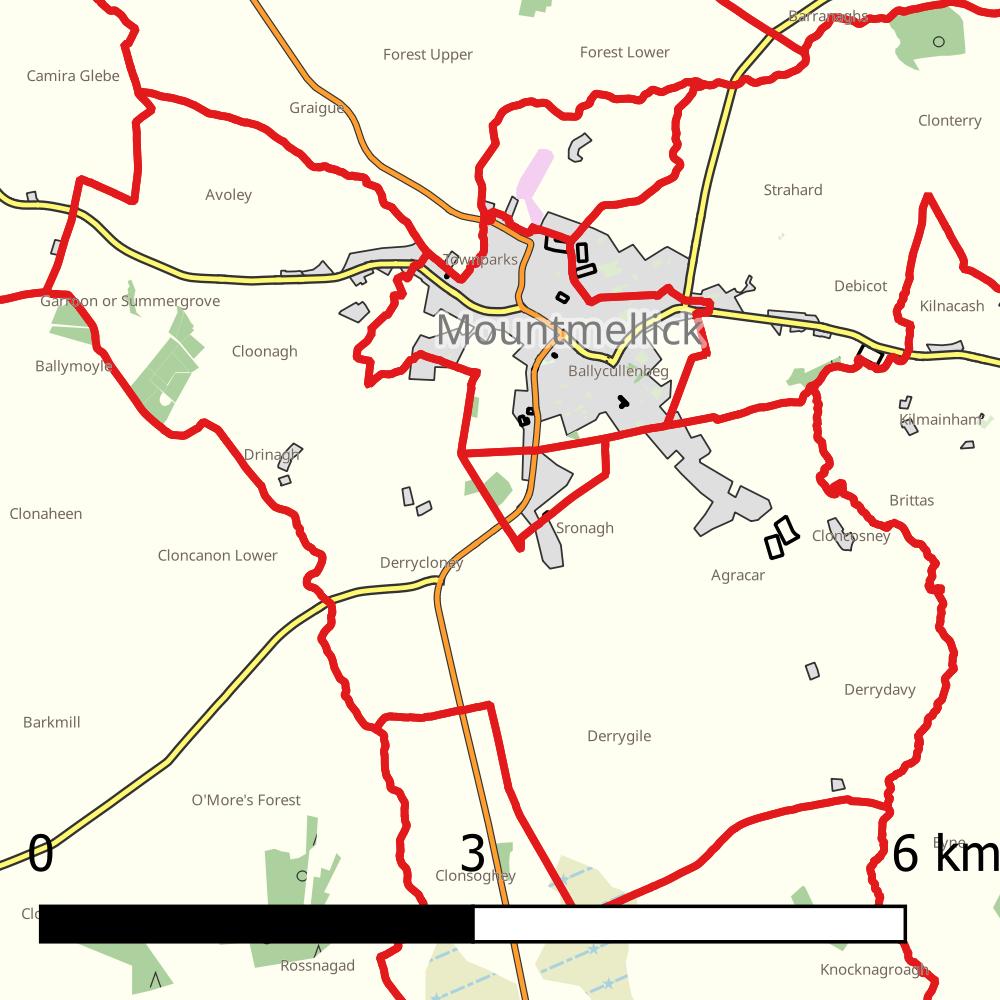 Barranaghs
Forest Upper
Forest Lower
Camira Glebe
Graigue
Clonterry
Avoley
Strahard
Townparks
Debicot
Garroon or Summergrove
Kilnacash
Mountmellick
Cloonagh
Ballymoyle
Ballycullenbeg
Kilmainham
Drinagh
Brittas
Clonaheen
Sronagh
Cloncosney
Cloncanon Lower
Derrycloney
Agracar
Derrydavy
Barkmill
Derrygile
O'More's Forest
0 3 6 km
Eyne
Clonsoghey
Rossnagad
Knocknagroagh